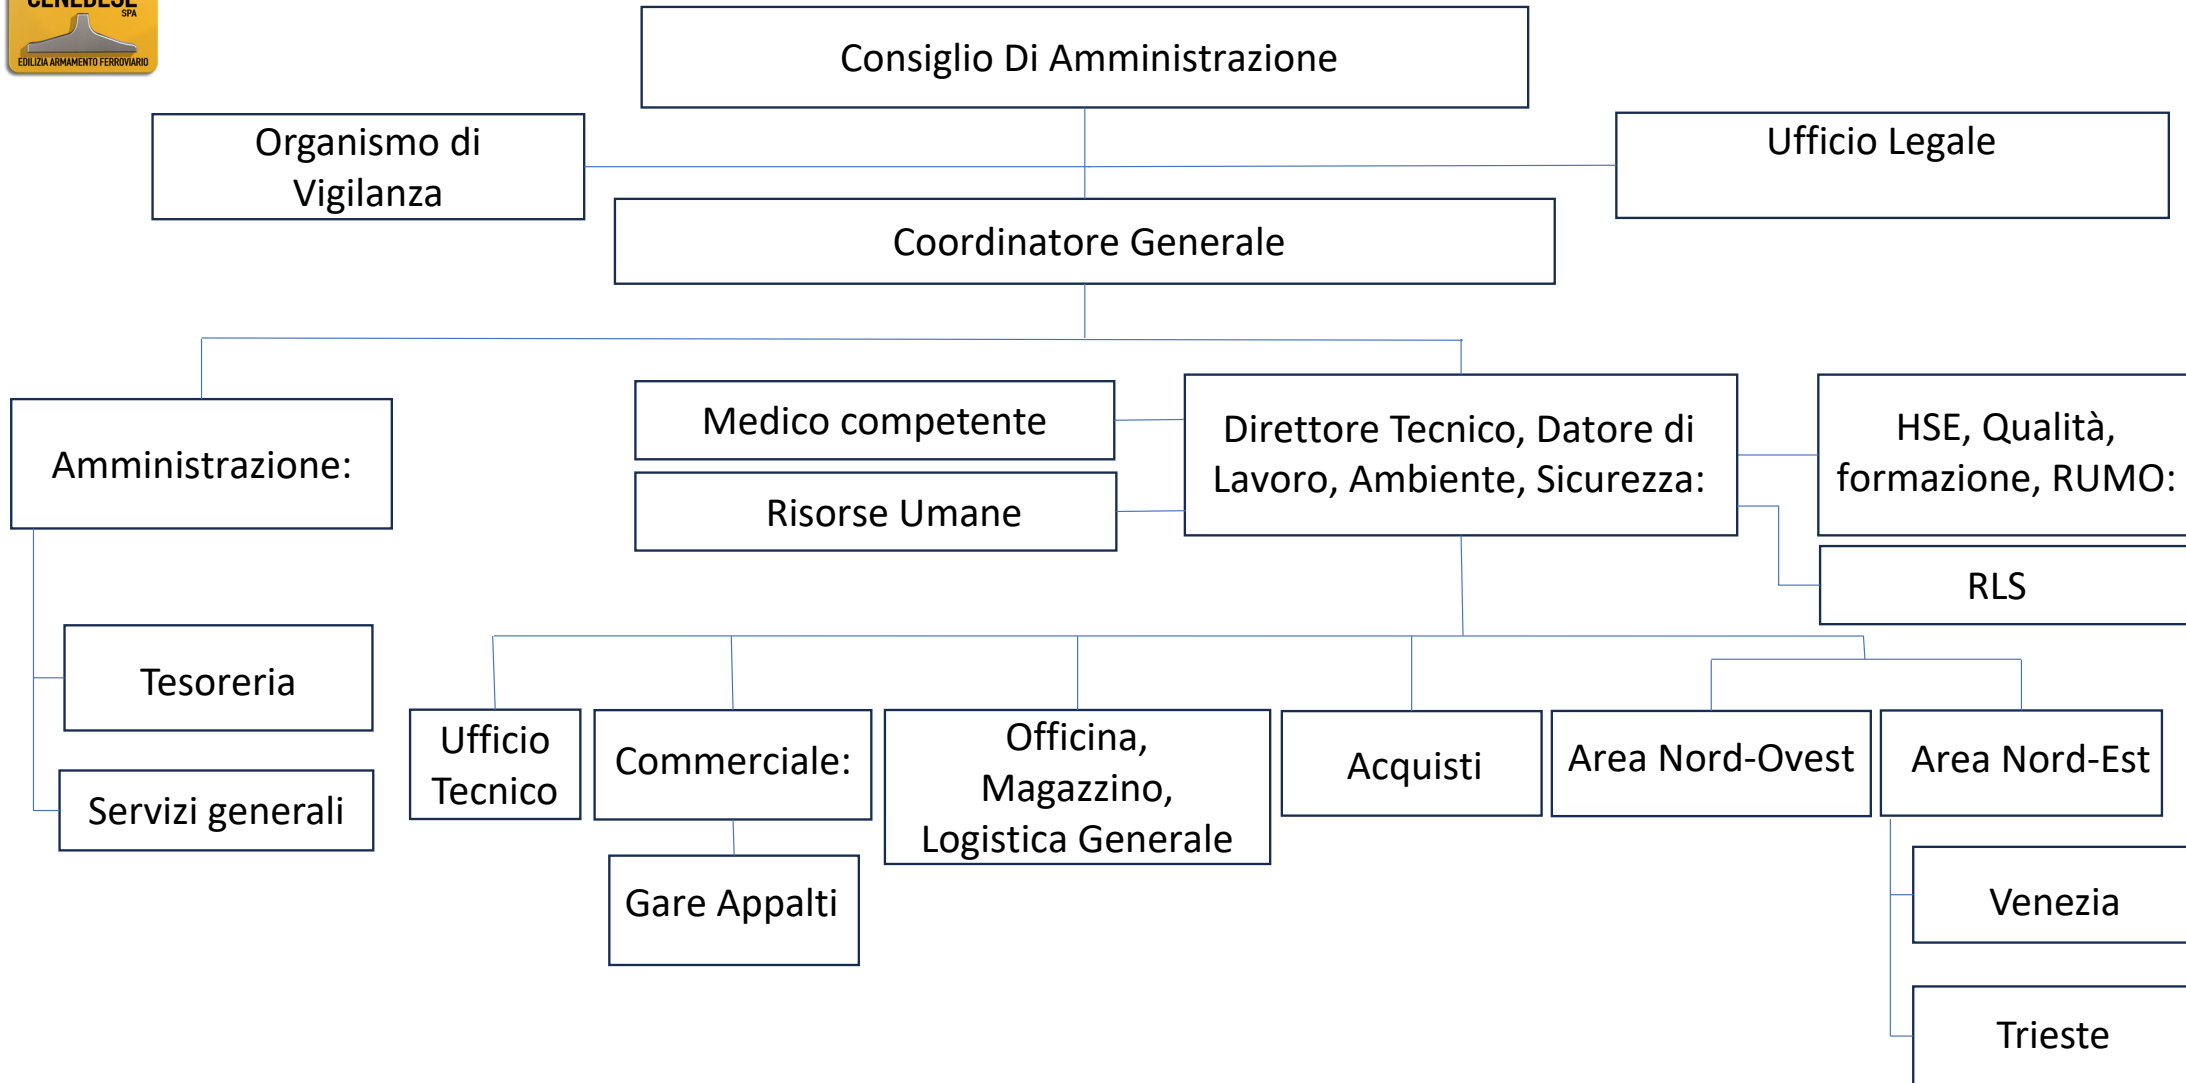 CENEDESE
SPA
EDILIZIA ARMAMENTO FERROVIARIO
Consiglio Di Amministrazione
Organismo di
Vigilanza
Ufficio Legale
Coordinatore Generale
Amministrazione:
Medico competente
Risorse Umane
Direttore Tecnico, Datore di
Lavoro, Ambiente, Sicurezza:
HSE, Qualità,
formazione, RUMO:
RLS
Tesoreria
Servizi generali
Ufficio
Tecnico
Commerciale:
Gare Appalti
Officina,
Magazzino,
Logistica Generale
Acquisti
Area Nord-Ovest
Area Nord-Est
Venezia
Trieste